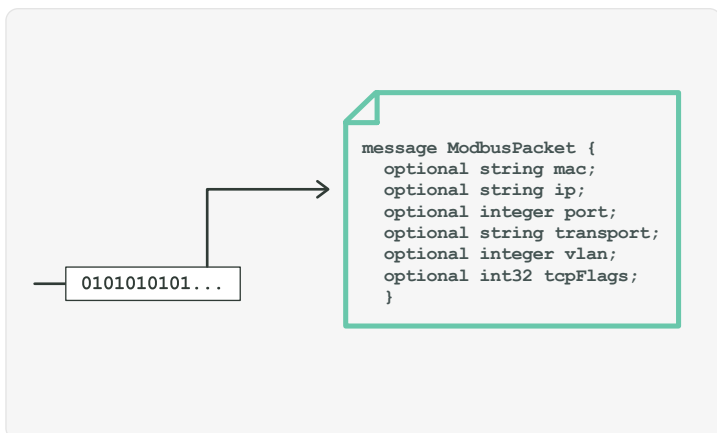 message ModbusPacket {
optional string mac;
optional string ip;
optional integer port;
optional string transport;
optional integer vlan;
optional int32 tcpFlags;
}
0101010101...